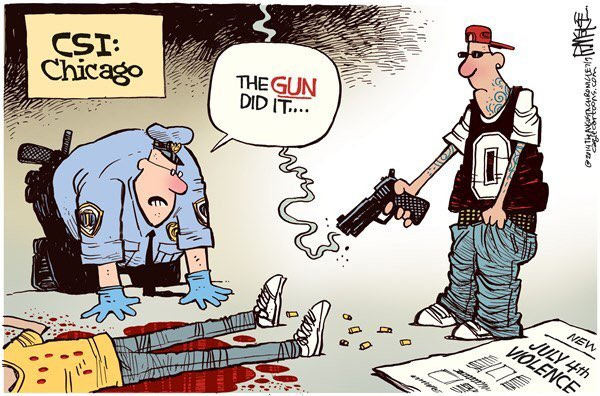 CSI:
Chicago
THE GUN
DID IT....
O
NEW
JULY 4th
VIOLENCE